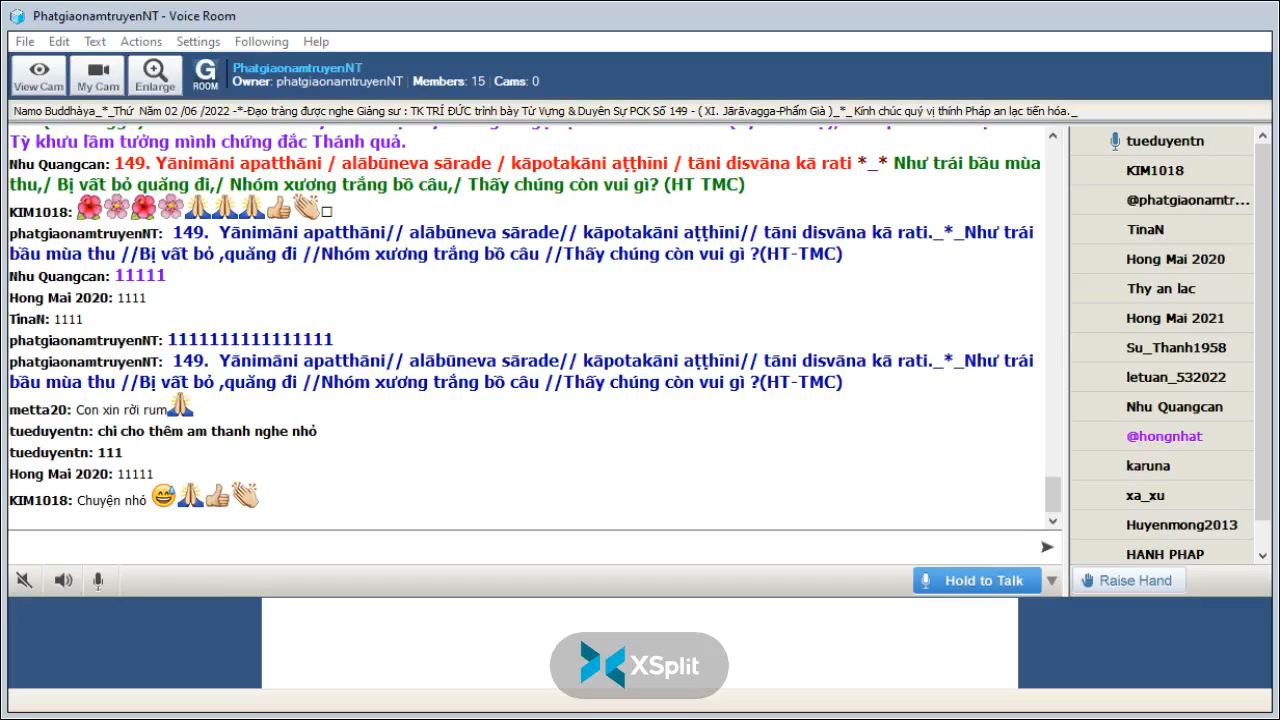 PhatgiaonamtruyenNT - Voice Room
File Edit Text Actions Settings Following Help
View Cam My Cam Enlarge G ROOM
PhatgiaonamtruyenNT
Owner: phatgiaonamtruyenNT | Members: 15 | Cams: 0
Namo Buddhàya_*_Thứ Năm 02 /06 /2022 -*-Đạo tràng được nghe Giảng sư : TK TRÍ ĐỨC trình bày Từ Vựng & Duyên Sự PCK Số 149 - ( XI. Jārāvagga-Phẩm Già )_*_ Kính chúc quý vị thính Pháp an lạc tiến hóa._
Tỳ khưu lầm tưởng mình chứng đắc Thánh quả.
Nhu Quangcan: 149. Yānimāni apatthāni / alābūneva sārade / kāpotakāni aṭṭhīni / tāni disvāna kā rati *_* Như trái bầu mùa
thu,/ Bị vất bỏ quăng đi,/ Nhóm xương trắng bồ câu,/ Thấy chúng còn vui gì? (HT TMC)
KIM1018: 🌺🌸🌺🌸🙏🙏🙏👍👏□
phatgiaonamtruyenNT: 149. Yānimāni apatthāni// alābūneva sārade// kāpotakāni aṭṭhīni// tāni disvāna kā rati._*_Như trái
bầu mùa thu //Bị vất bỏ ,quăng đi //Nhóm xương trắng bồ câu //Thấy chúng còn vui gì ?(HT-TMC)
Nhu Quangcan: 11111
Hong Mai 2020: 1111
TinaN: 1111
phatgiaonamtruyenNT: 1111111111111111
phatgiaonamtruyenNT: 149. Yānimāni apatthāni// alābūneva sārade// kāpotakāni aṭṭhīni// tāni disvāna kā rati._*_Như trái
bầu mùa thu //Bị vất bỏ ,quăng đi //Nhóm xương trắng bồ câu //Thấy chúng còn vui gì ?(HT-TMC)
metta20: Con xin rời rum🙏
tueduyentn: chi cho thêm am thanh nghe nhỏ
tueduyentn: 111
Hong Mai 2020: 11111
KIM1018: Chuyện nhỏ 😅🙏👍👏
Hold to Talk
tueduyentn
KIM1018
@phatgiaonamtr...
TinaN
Hong Mai 2020
Thy an lac
Hong Mai 2021
Su_Thanh1958
letuan_532022
Nhu Quangcan
@hongnhat
karuna
xa_xu
Huyenmong2013
HANH PHAP
Raise Hand
XSplit